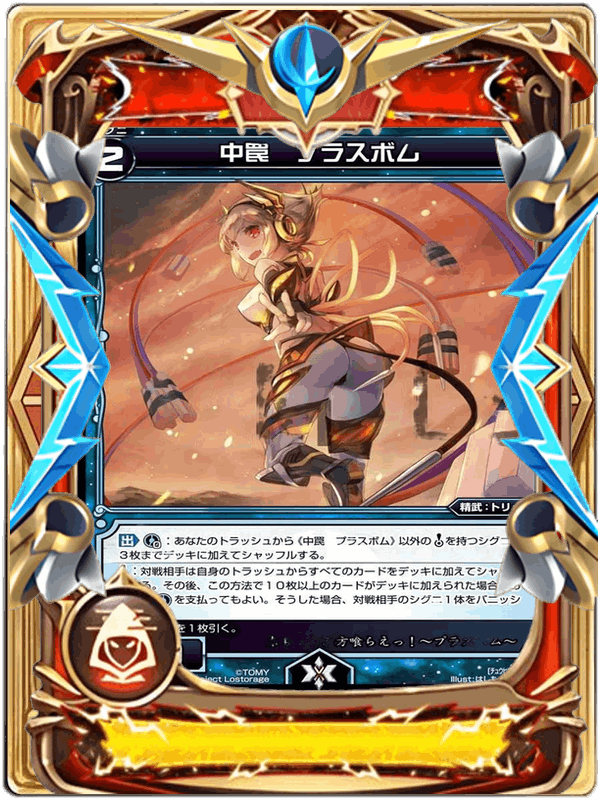 2
中罠　プラスボム
精武：トリ
出：あなたのトラッシュから《中罠　プラスボム》以外の を持つシグニ
3枚までデッキに加えてシャッフルする。
：対戦相手は自身のトラッシュからすべてのカードをデッキに加えてシャ
る。その後、この方法で10枚以上のカードがデッキに加えられた場合
を支払ってもよい。そうした場合、対戦相手のシグニ1体をバニッシ
を1枚引く。
方喰らえっ！～プラス ム～
©TOMY
ject Lostorage
Illust:はし